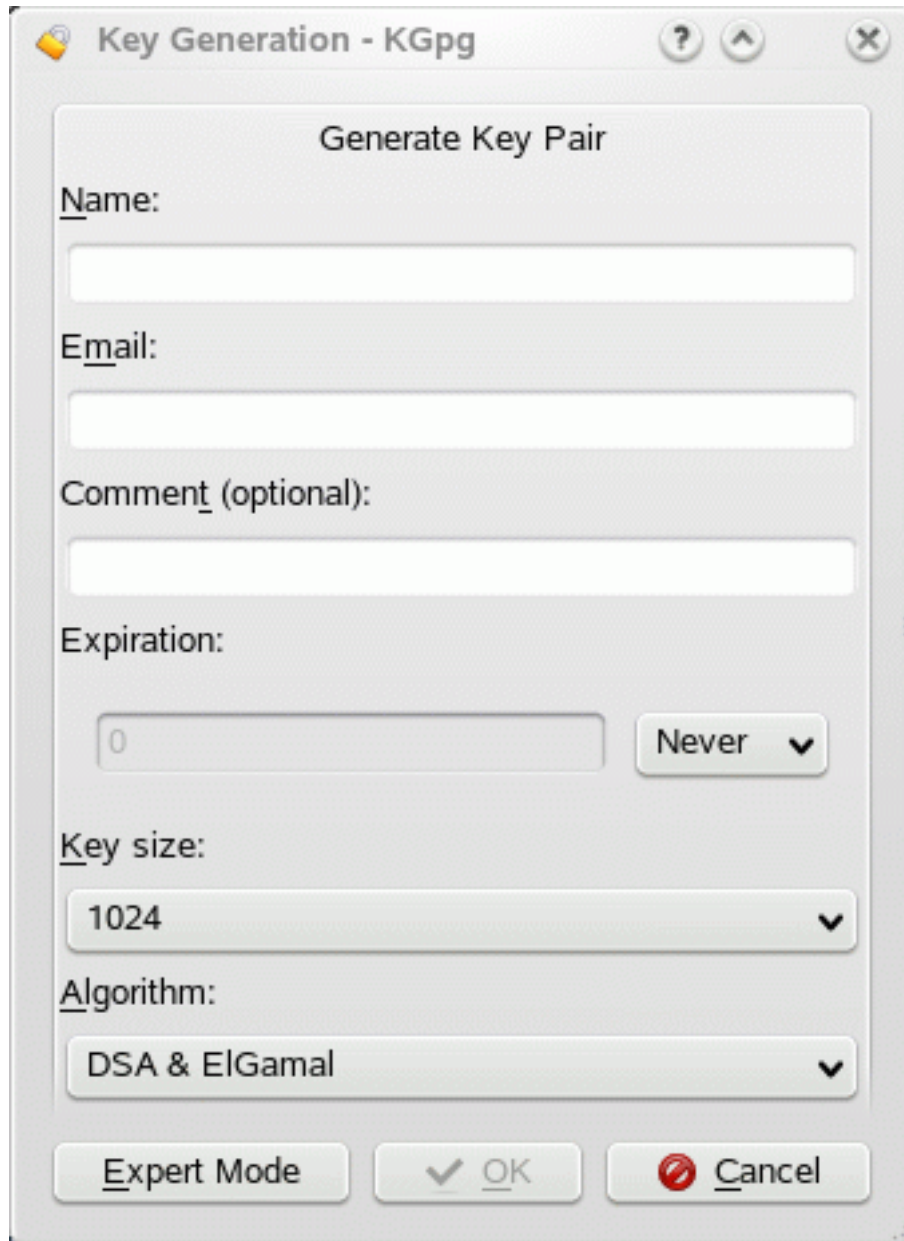 Key Generation - KGpg
Generate Key Pair
Name:
Email:
Comment (optional):
Expiration:
0 Never
Key size:
1024
Algorithm:
DSA & ElGamal
Expert Mode OK Cancel